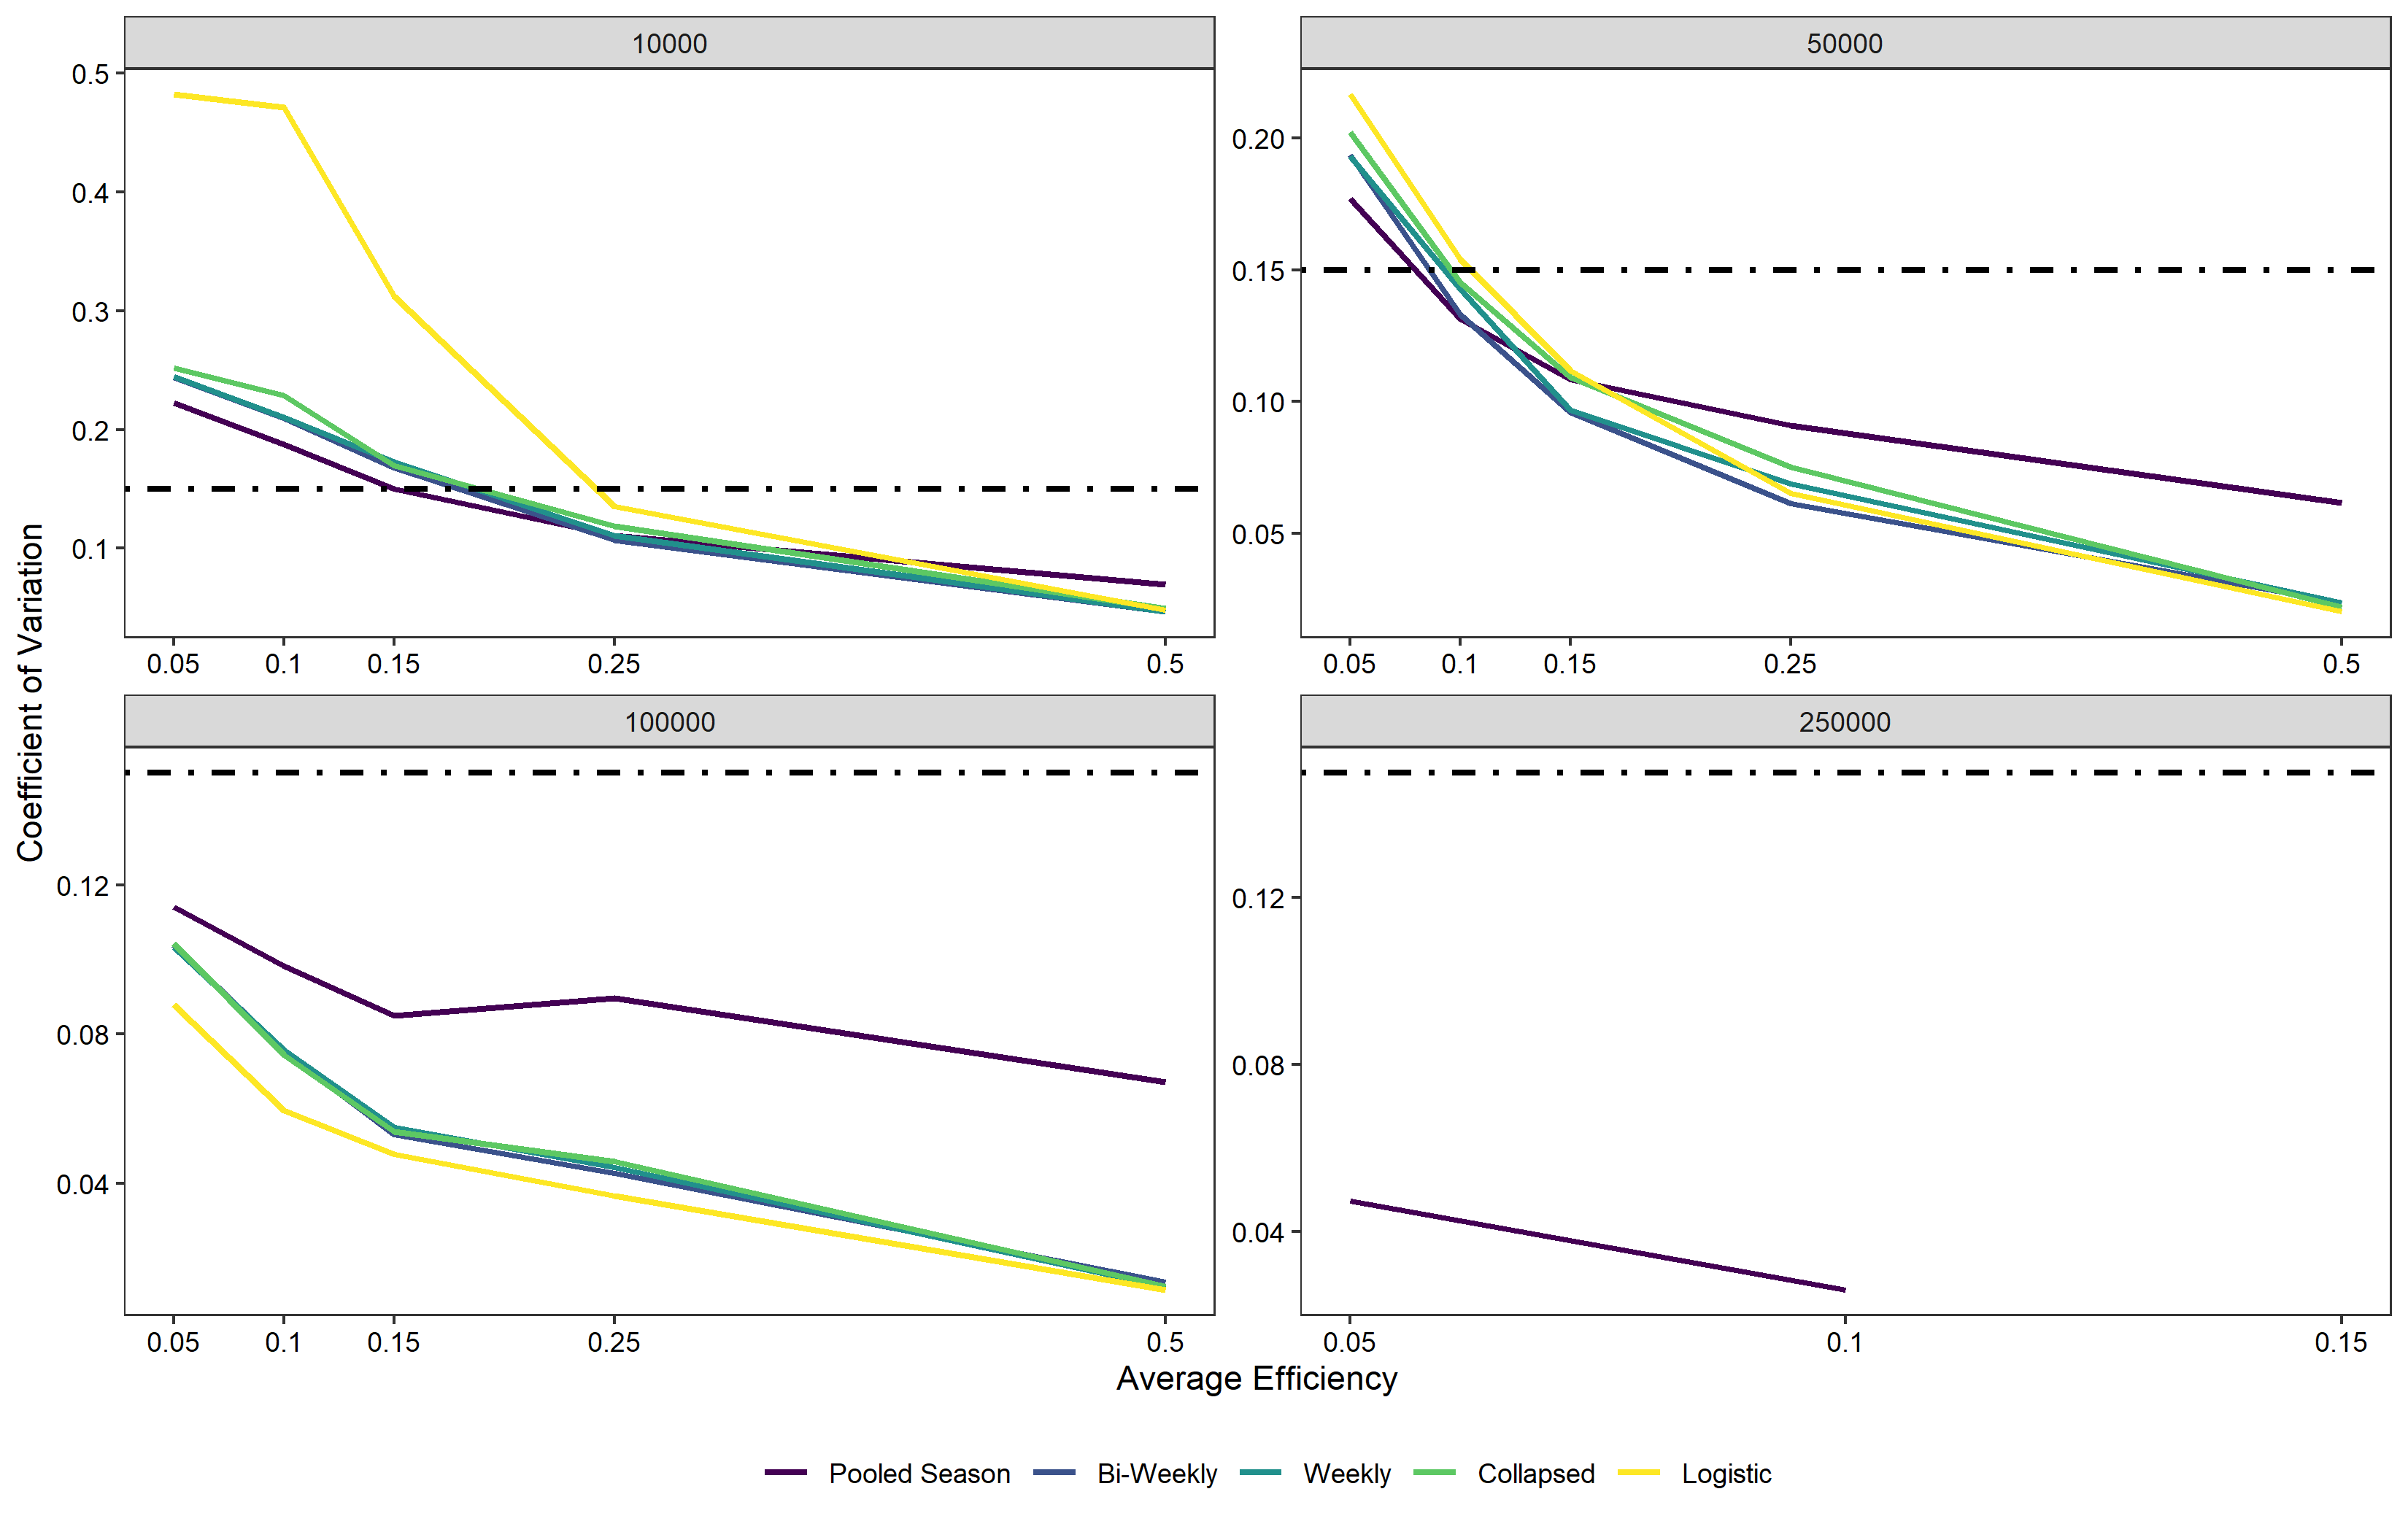 10000
50000
0.5
0.4
0.3
0.2
0.1
0.20
0.15
0.10
0.05
0.05 0.1 0.15 0.25 0.5
0.05 0.1 0.15 0.25 0.5
Coefficient of Variation
100000
250000
0.12
0.08
0.04
0.12
0.08
0.04
0.05 0.1 0.15 0.25 0.5
0.05 0.1 0.15
Average Efficiency
Pooled Season Bi-Weekly Weekly Collapsed Logistic